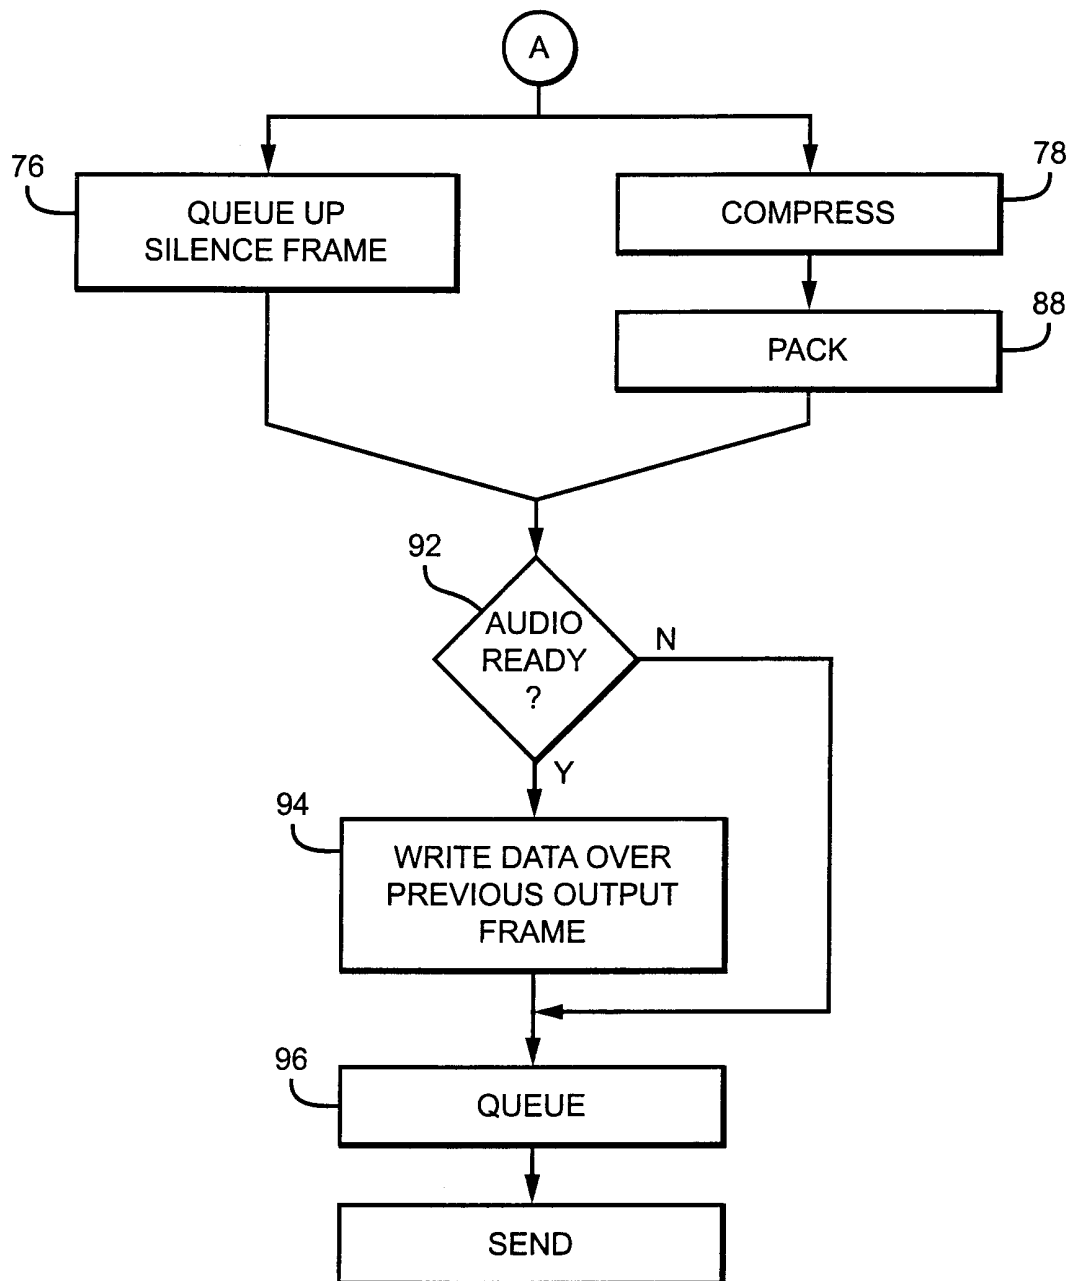 A
76
QUEUE UP
SILENCE FRAME
78
COMPRESS
88
PACK
92
AUDIO
READY
?
N
Y
94
WRITE DATA OVER
PREVIOUS OUTPUT
FRAME
96
QUEUE
SEND